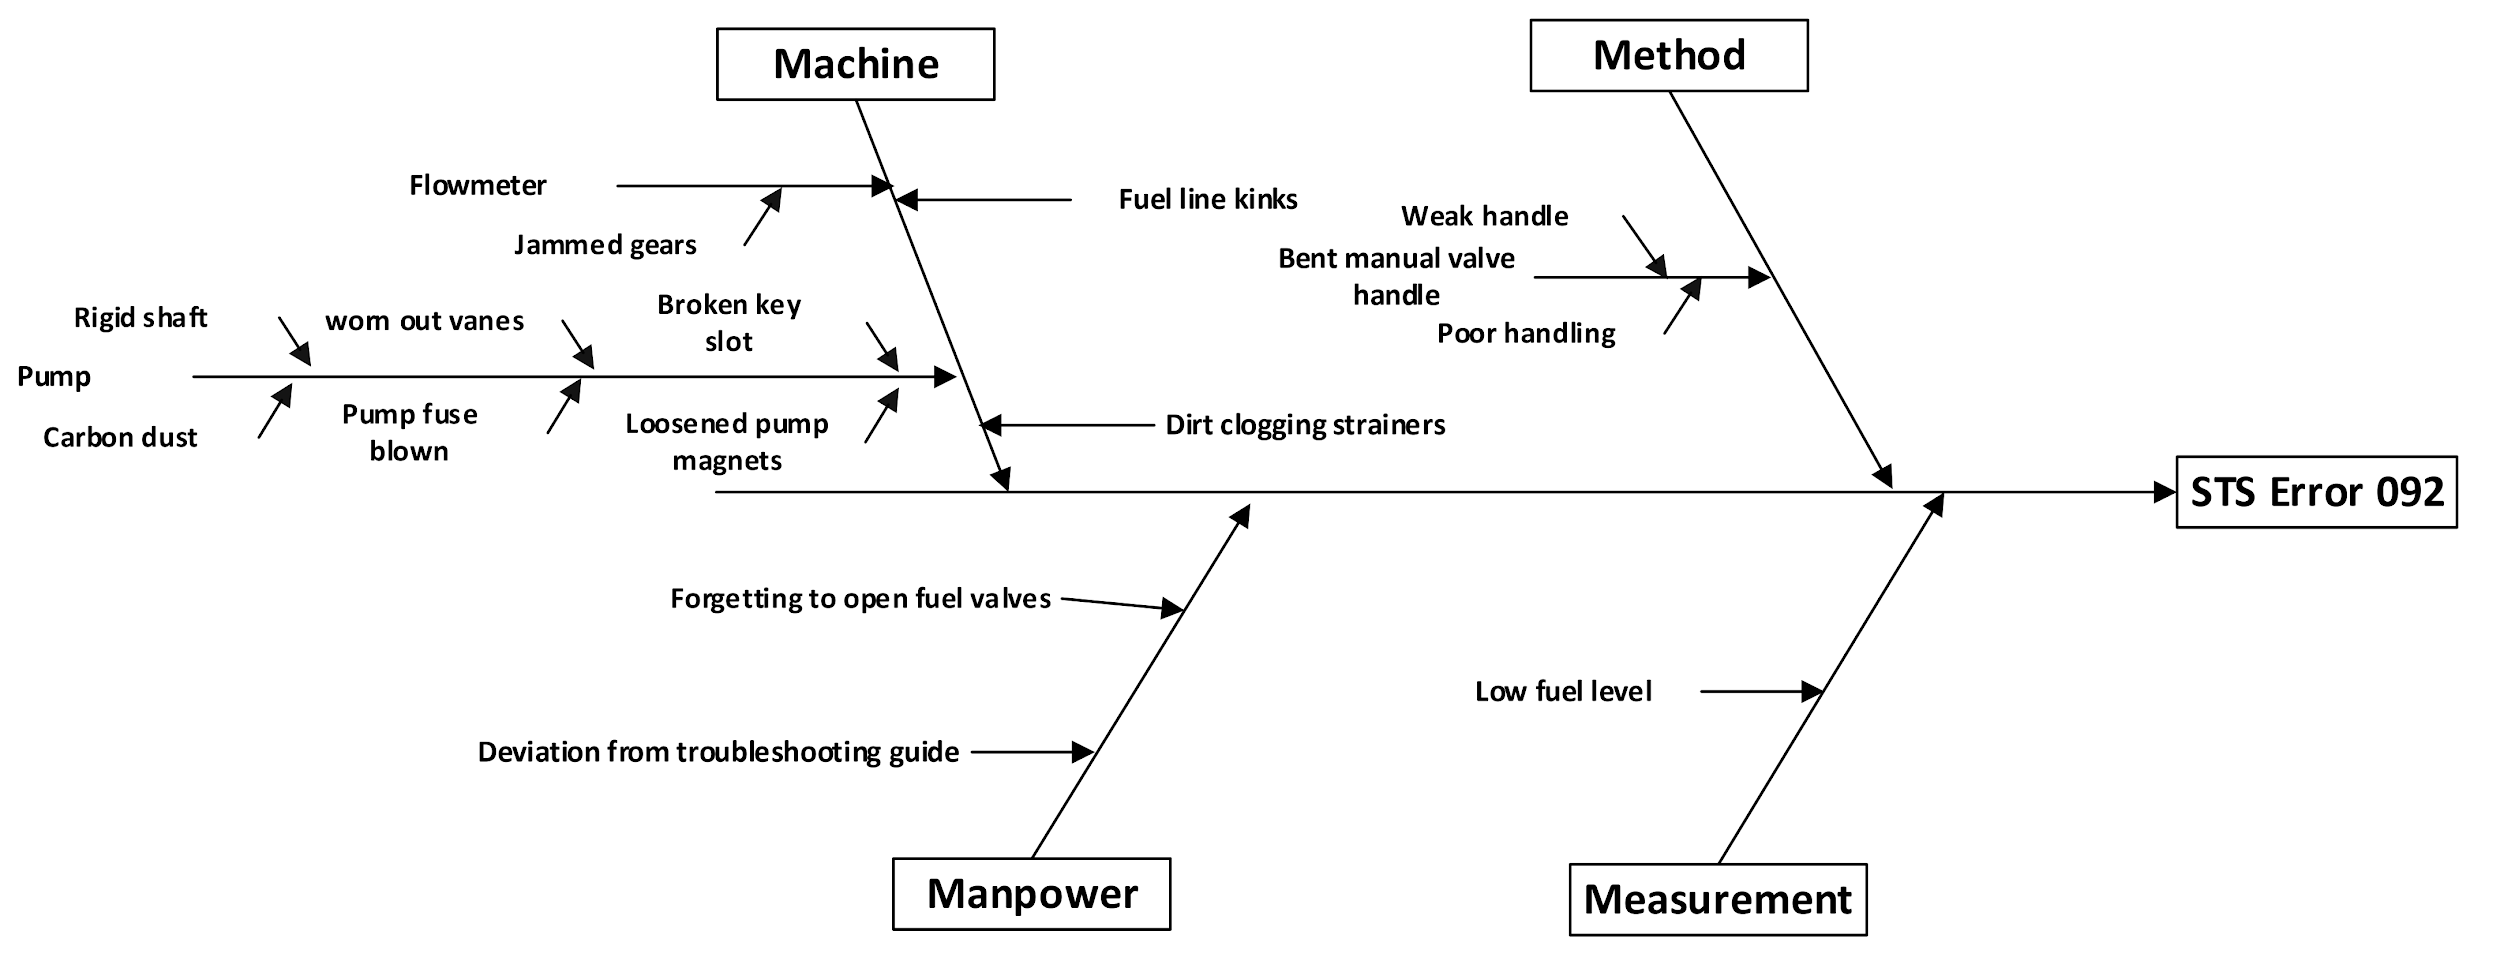 Machine
Method
Flowmeter
Fuel line kinks
Jammed gears
Weak handle
Bent manual valve
handle
Poor handling
Rigid shaft
worn out vanes
Broken key
slot
Pump
Carbon dust
Pump fuse
blown
Loosened pump
magnets
Dirt clogging strainers
STS Error 092
Forgetting to open fuel valves
Low fuel level
Deviation from troubleshooting guide
Manpower
Measurement